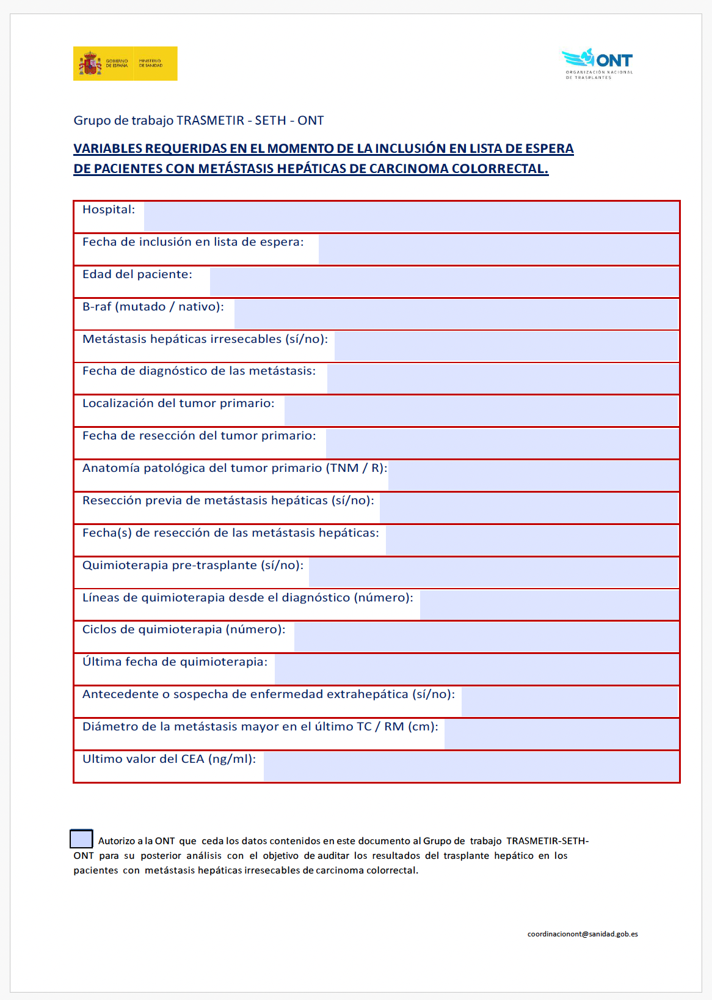 GOBIERNO
DE ESPAÑA
MINISTERIO
DE SANIDAD
ONT
ORGANIZACIÓN NACIONAL
DE TRASPLANTES
Grupo de trabajo TRASMETIR - SETH - ONT
VARIABLES REQUERIDAS EN EL MOMENTO DE LA INCLUSIÓN EN LISTA DE ESPERA
DE PACIENTES CON METÁSTASIS HEPÁTICAS DE CARCINOMA COLORRECTAL.
Hospital:
Fecha de inclusión en lista de espera:
Edad del paciente:
B-raf (mutado / nativo):
Metástasis hepáticas irresecables (sí/no):
Fecha de diagnóstico de las metástasis:
Localización del tumor primario:
Fecha de resección del tumor primario:
Anatomía patológica del tumor primario (TNM / R):
Resección previa de metástasis hepáticas (sí/no):
Fecha(s) de resección de las metástasis hepáticas:
Quimioterapia pre-trasplante (sí/no):
Líneas de quimioterapia desde el diagnóstico (número):
Ciclos de quimioterapia (número):
Última fecha de quimioterapia:
Antecedente o sospecha de enfermedad extrahepática (sí/no):
Diámetro de la metástasis mayor en el último TC / RM (cm):
Ultimo valor del CEA (ng/ml):
Autorizo a la ONT que ceda los datos contenidos en este documento al Grupo de trabajo TRASMETIR-SETH-
ONT para su posterior análisis con el objetivo de auditar los resultados del trasplante hepático en los
pacientes con metástasis hepáticas irresecables de carcinoma colorrectal.
coordinacionont@sanidad.gob.es